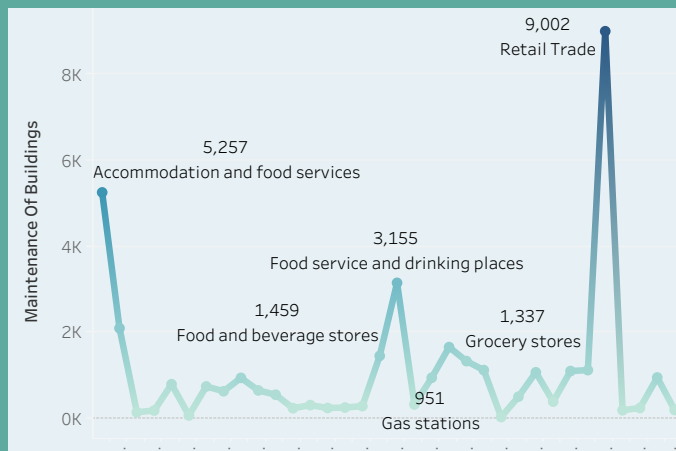 9,002
Retail Trade
8K
Maintenance Of Buildings
6K
5,257
Accommodation and food services
4K
3,155
Food service and drinking places
2K
1,459
Food and beverage stores
1,337
Grocery stores
0K
951
Gas stations